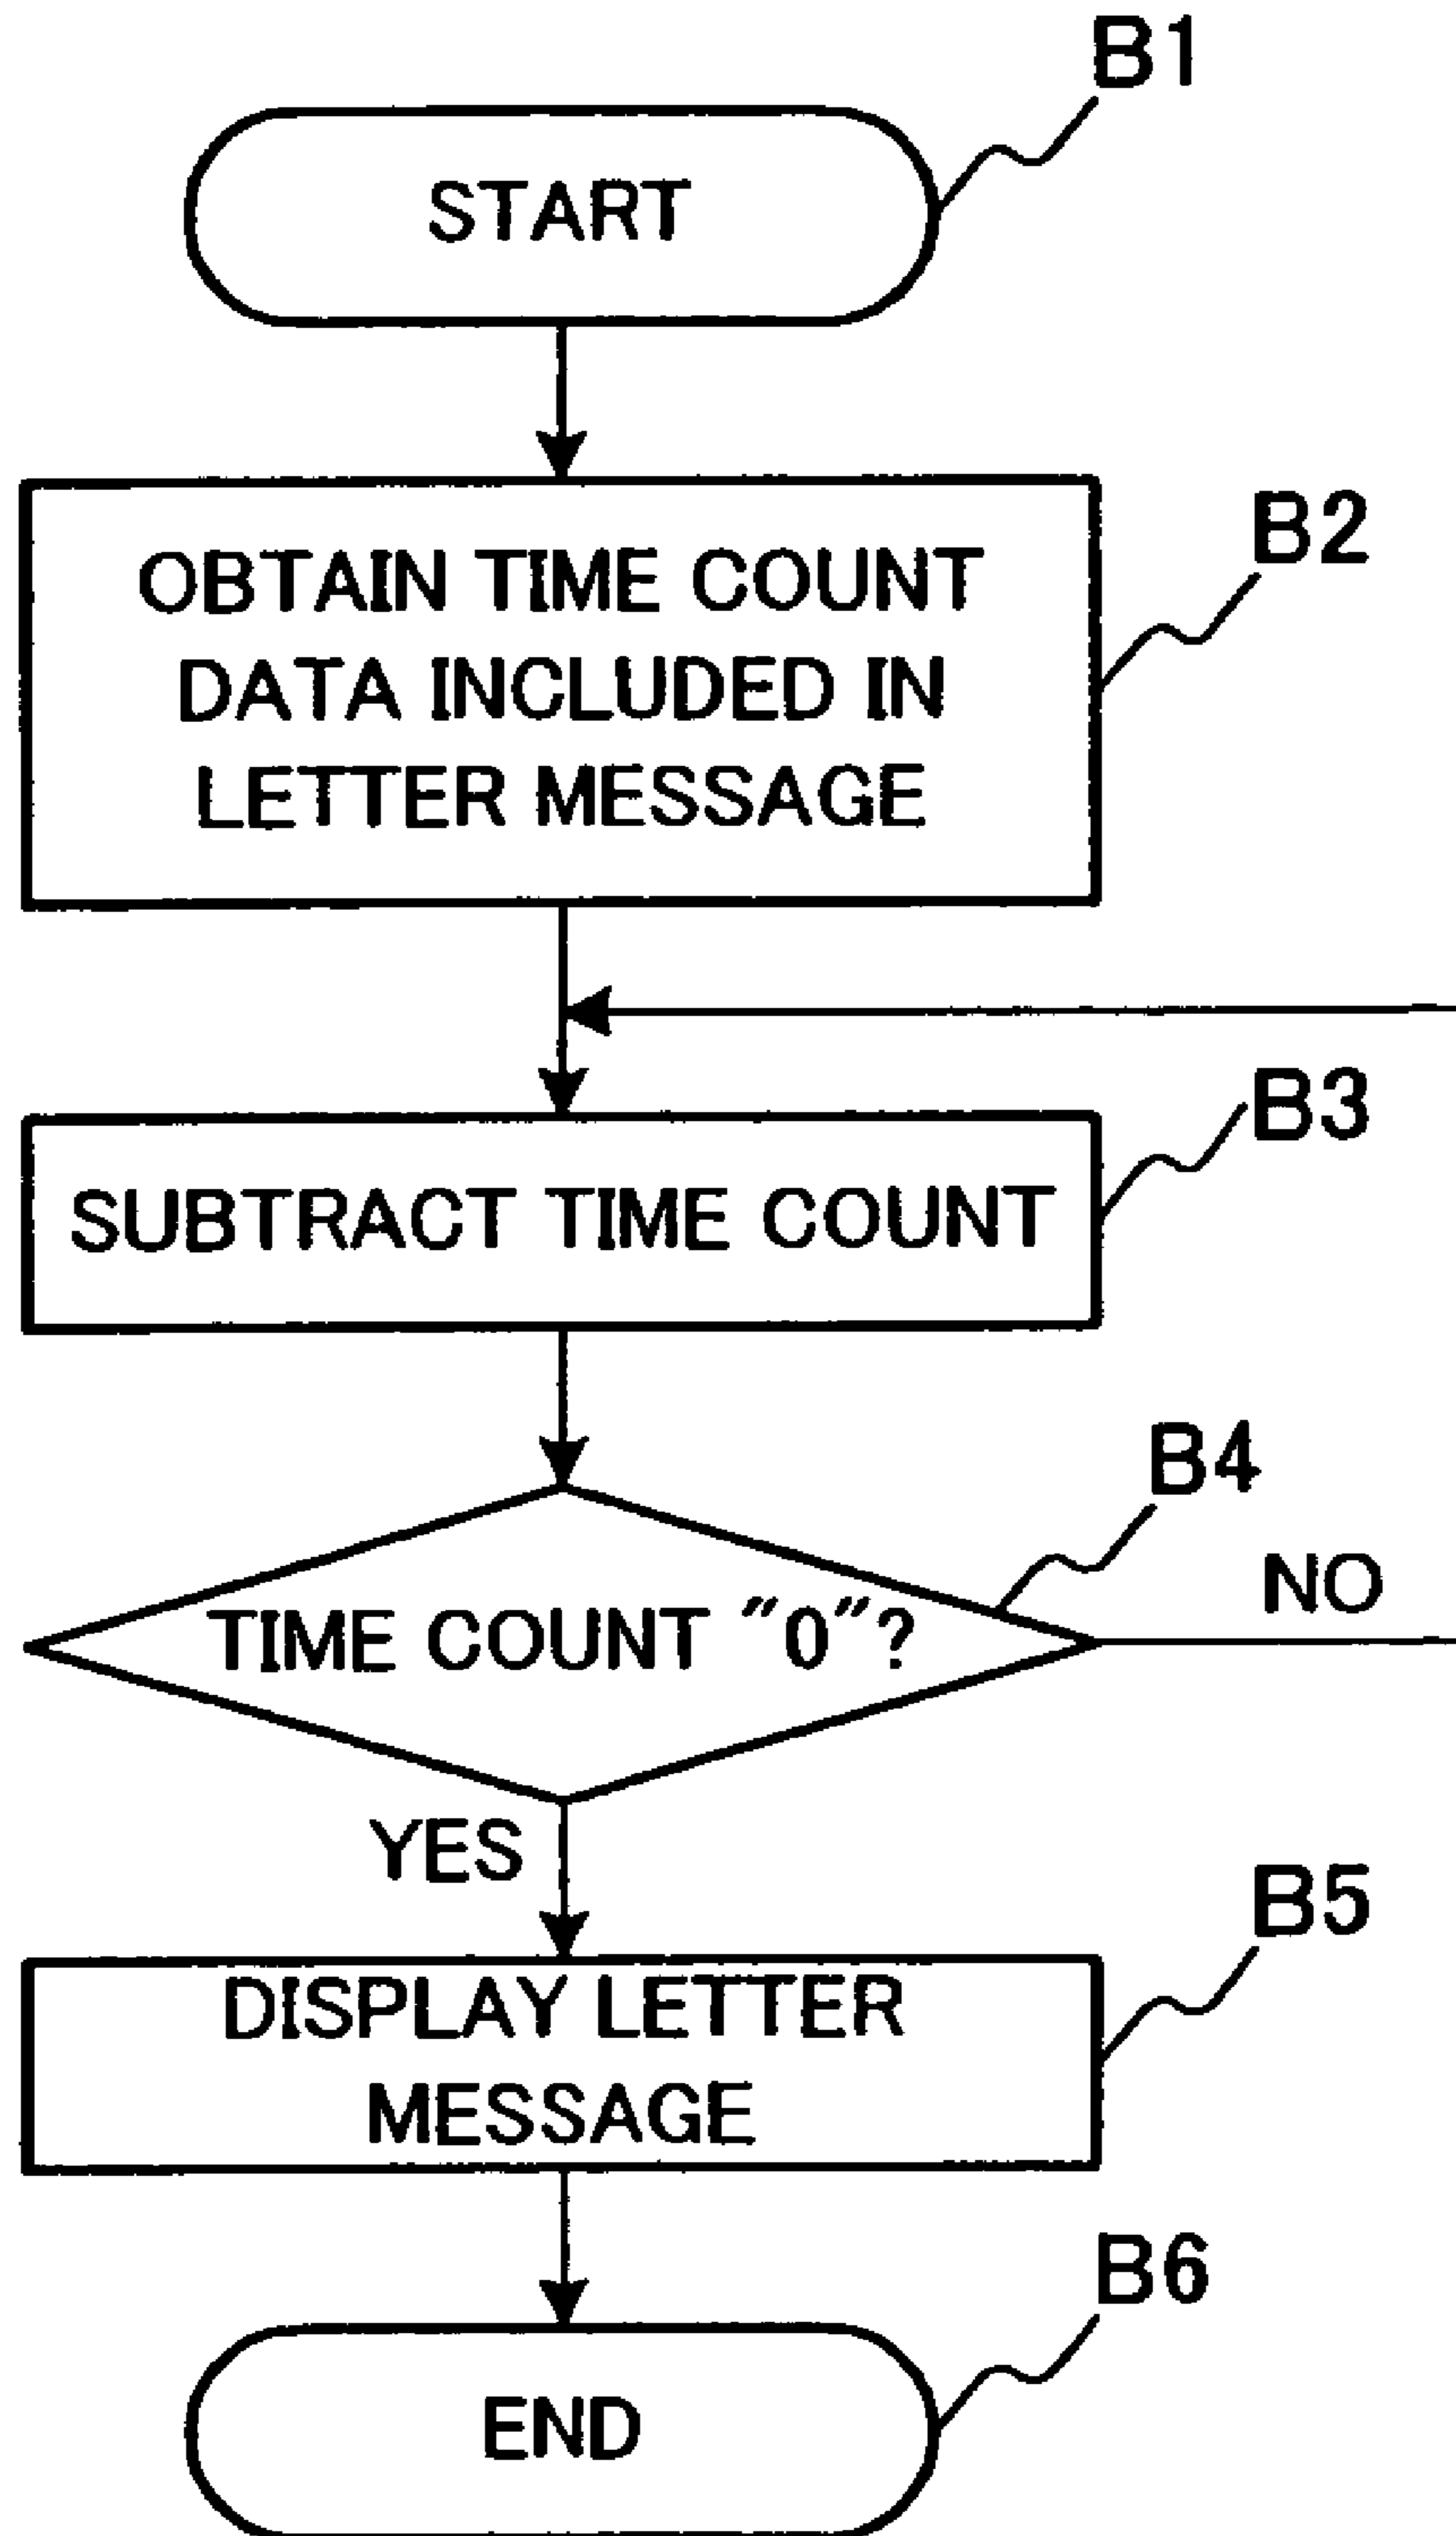 B1
START
B2
OBTAIN TIME COUNT
DATA INCLUDED IN
LETTER MESSAGE
B3
SUBTRACT TIME COUNT
B4
NO
TIME COUNT "0"?
YES
B5
DISPLAY LETTER
MESSAGE
B6
END